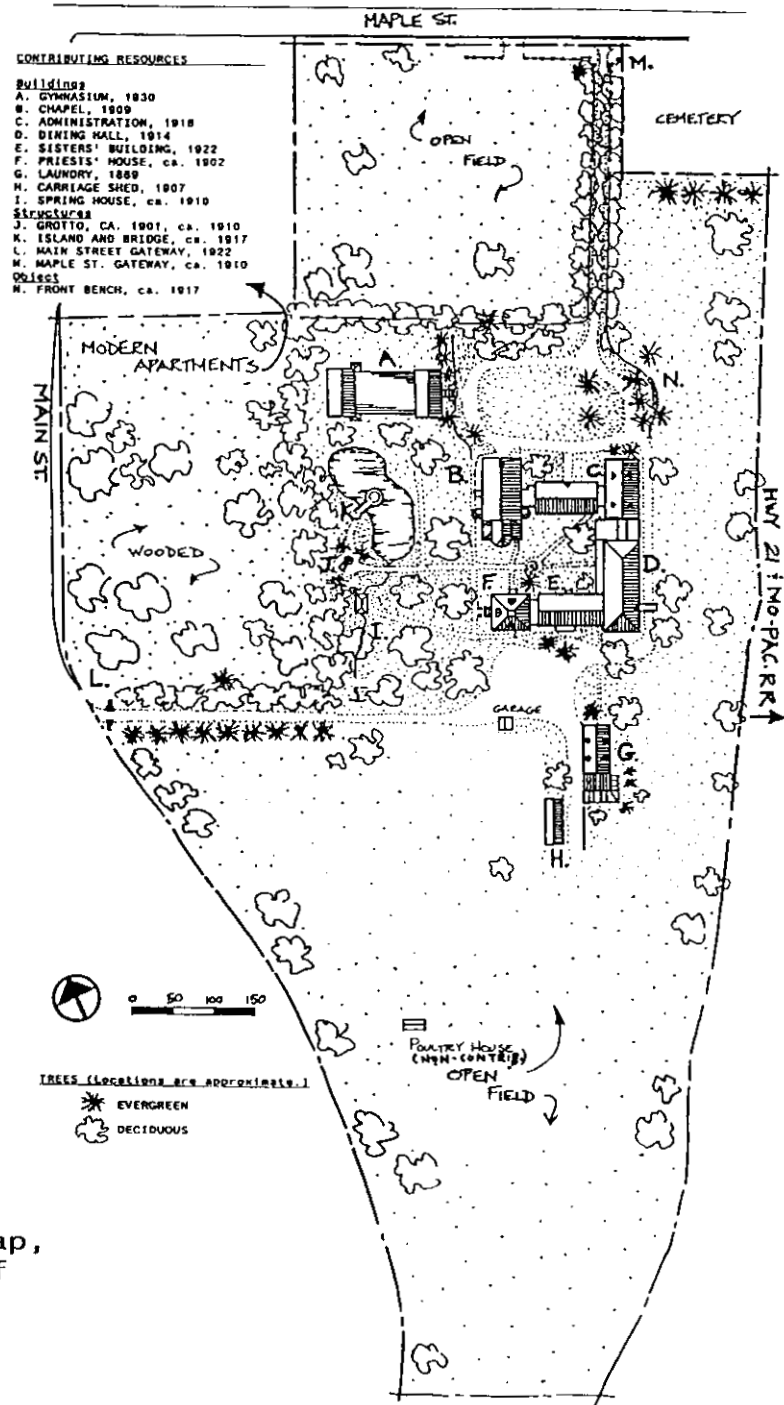 MAPLE ST.
CONTRIBUTING RESOURCES
Buildings
A. GYMNASIUM, 1930
B. CHAPEL, 1909
C. ADMINISTRATION, 1918
D. DINING HALL, 1914
E. SISTERS' BUILDING, 1922
F. PRIESTS' HOUSE, ca. 1902
G. LAUNDRY, 1889
H. CARRIAGE SHED, 1907
I. SPRING HOUSE, ca. 1910
Structures
J. GROTTO, CA. 1901, ca. 1910
K. ISLAND AND BRIDGE, ca. 1917
L. MAIN STREET GATEWAY, 1922
M. MAPLE ST. GATEWAY, ca. 1910
Object
N. FRONT BENCH, ca. 1917
M.
CEMETERY
OPEN
FIELD
MODERN
APARTMENTS
MAIN ST.
A.
N.
B.
C.
K
WOODED
J.
D.
F.
E.
I.
HWY 21 & MO-PAC. RR
L.
GARAGE
G.
H.
0 50 100 150
POULTRY HOUSE
(NON-CONTRIB)
OPEN
FIELD
TREES (Locations are approximate.)
EVERGREEN
DECIDUOUS
ap,
f